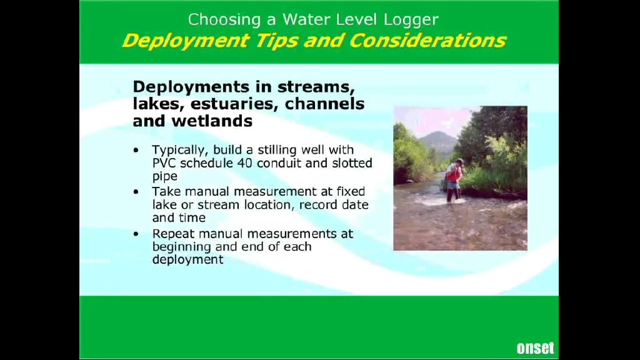 Choosing a Water Level Logger
Deployment Tips and Considerations
Deployments in streams,
lakes, estuaries, channels
and wetlands
• Typically, build a stilling well with
PVC schedule 40 conduit and slotted
pipe
• Take manual measurement at fixed
lake or stream location, record date
and time
• Repeat manual measurements at
beginning and end of each
deployment
onset